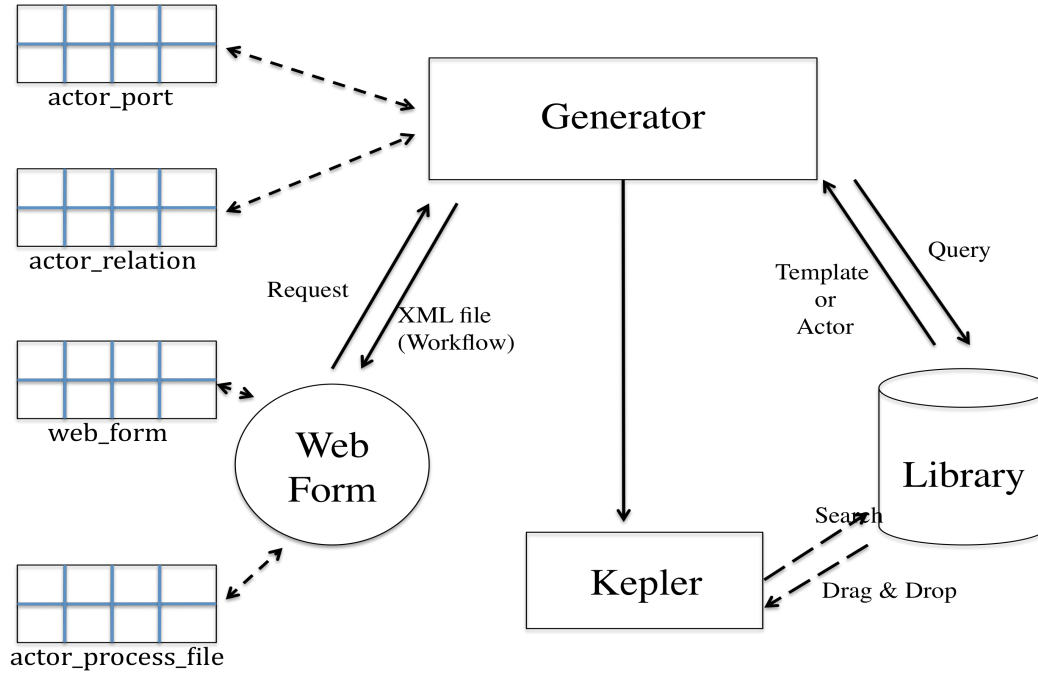 actor_port
Generator
actor_relation
Request
XML file
(Workflow)
Template
or
Actor
Query
web_form
Web
Form
Library
Search
Kepler
Drag & Drop
actor_process_file